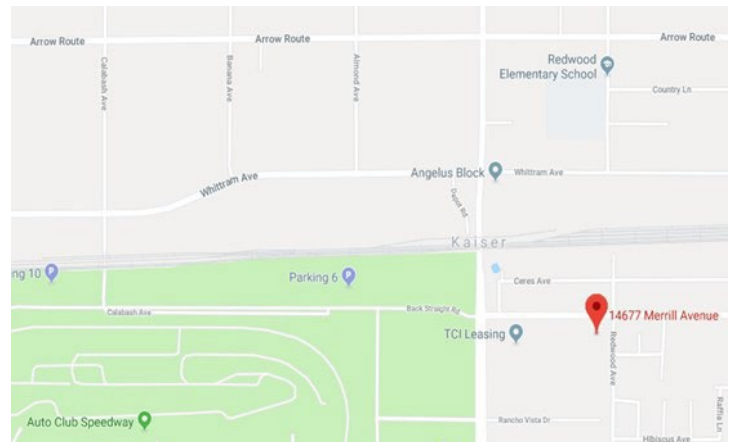 Arrow Route
Arrow Route
Arrow Route
Calabash Ave
Banana Ave
Almond Ave
Redwood
Elementary School
Country Ln
Whittram Ave
Angelus Block
Whittram Ave
Depot Rd
Kaiser
ng 10
Parking 6
Ceres Ave
Calabash Ave
Back Straight Rd
14677 Merrill Avenue
TCI Leasing
Redwood Ave
Auto Club Speedway
Rancho Vista Dr
Raffia Ln
Hibiscus Ave